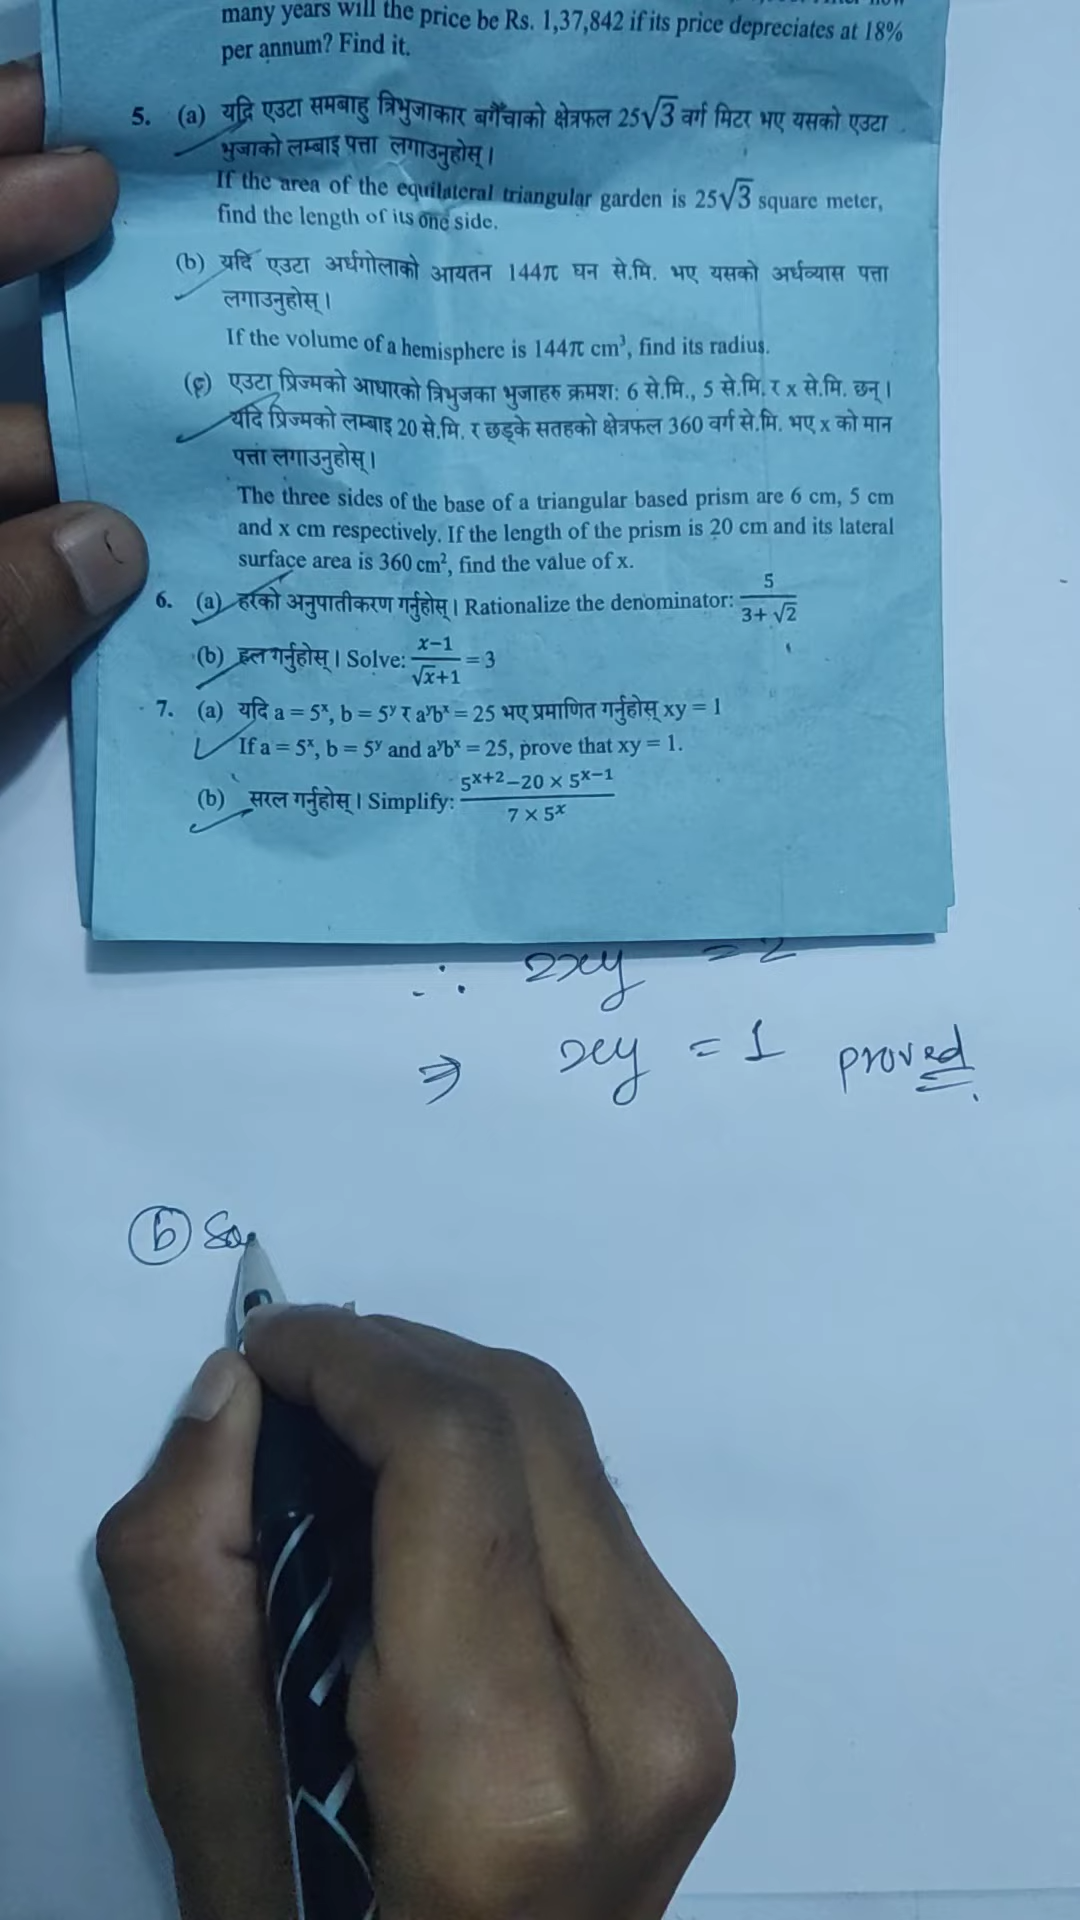 many years will the price be Rs. 1,37,842 if its price depreciates at 18%
per annum? Find it.
5. (a) यदि एउटा समबाहु त्रिभुजाकार बगैँचाको क्षेत्रफल 25√3 वर्ग मिटर भए यसको एउटा
भुजाको लम्बाइ पत्ता लगाउनुहोस् ।
If the area of the equilateral triangular garden is 25√3 square meter,
find the length of its one side.
(b) यदि एउटा अर्धगोलाको आयतन 144π घन से.मि. भए यसको अर्धव्यास पत्ता
लगाउनुहोस् ।
If the volume of a hemisphere is 144π cm³, find its radius.
(c) एउटा प्रिज्मको आधारको त्रिभुजका भुजाहरु क्रमशः 6 से.मि., 5 से.मि. र x से.मि. छन् ।
यदि प्रिज्मको लम्बाइ 20 से.मि. र छड्के सतहको क्षेत्रफल 360 वर्ग से.मि. भए x को मान
पत्ता लगाउनुहोस् ।
The three sides of the base of a triangular based prism are 6 cm, 5 cm
and x cm respectively. If the length of the prism is 20 cm and its lateral
surface area is 360 cm², find the value of x.
6. (a) हरको अनुपातीकरण गर्नुहोस् । Rationalize the denominator: 5/(3+√2)
(b) हल गर्नुहोस् । Solve: (x−1)/(√x+1) = 3
7. (a) यदि a = 5ˣ, b = 5ʸ र aʸbˣ = 25 भए प्रमाणित गर्नुहोस् xy = 1
If a = 5ˣ, b = 5ʸ and aʸbˣ = 25, prove that xy = 1.
(b) सरल गर्नुहोस् । Simplify: (5ˣ⁺²−20 × 5ˣ⁻¹)/(7 × 5ˣ)
∴ 2xy = 2
⇒ xy = 1 proved
(b)